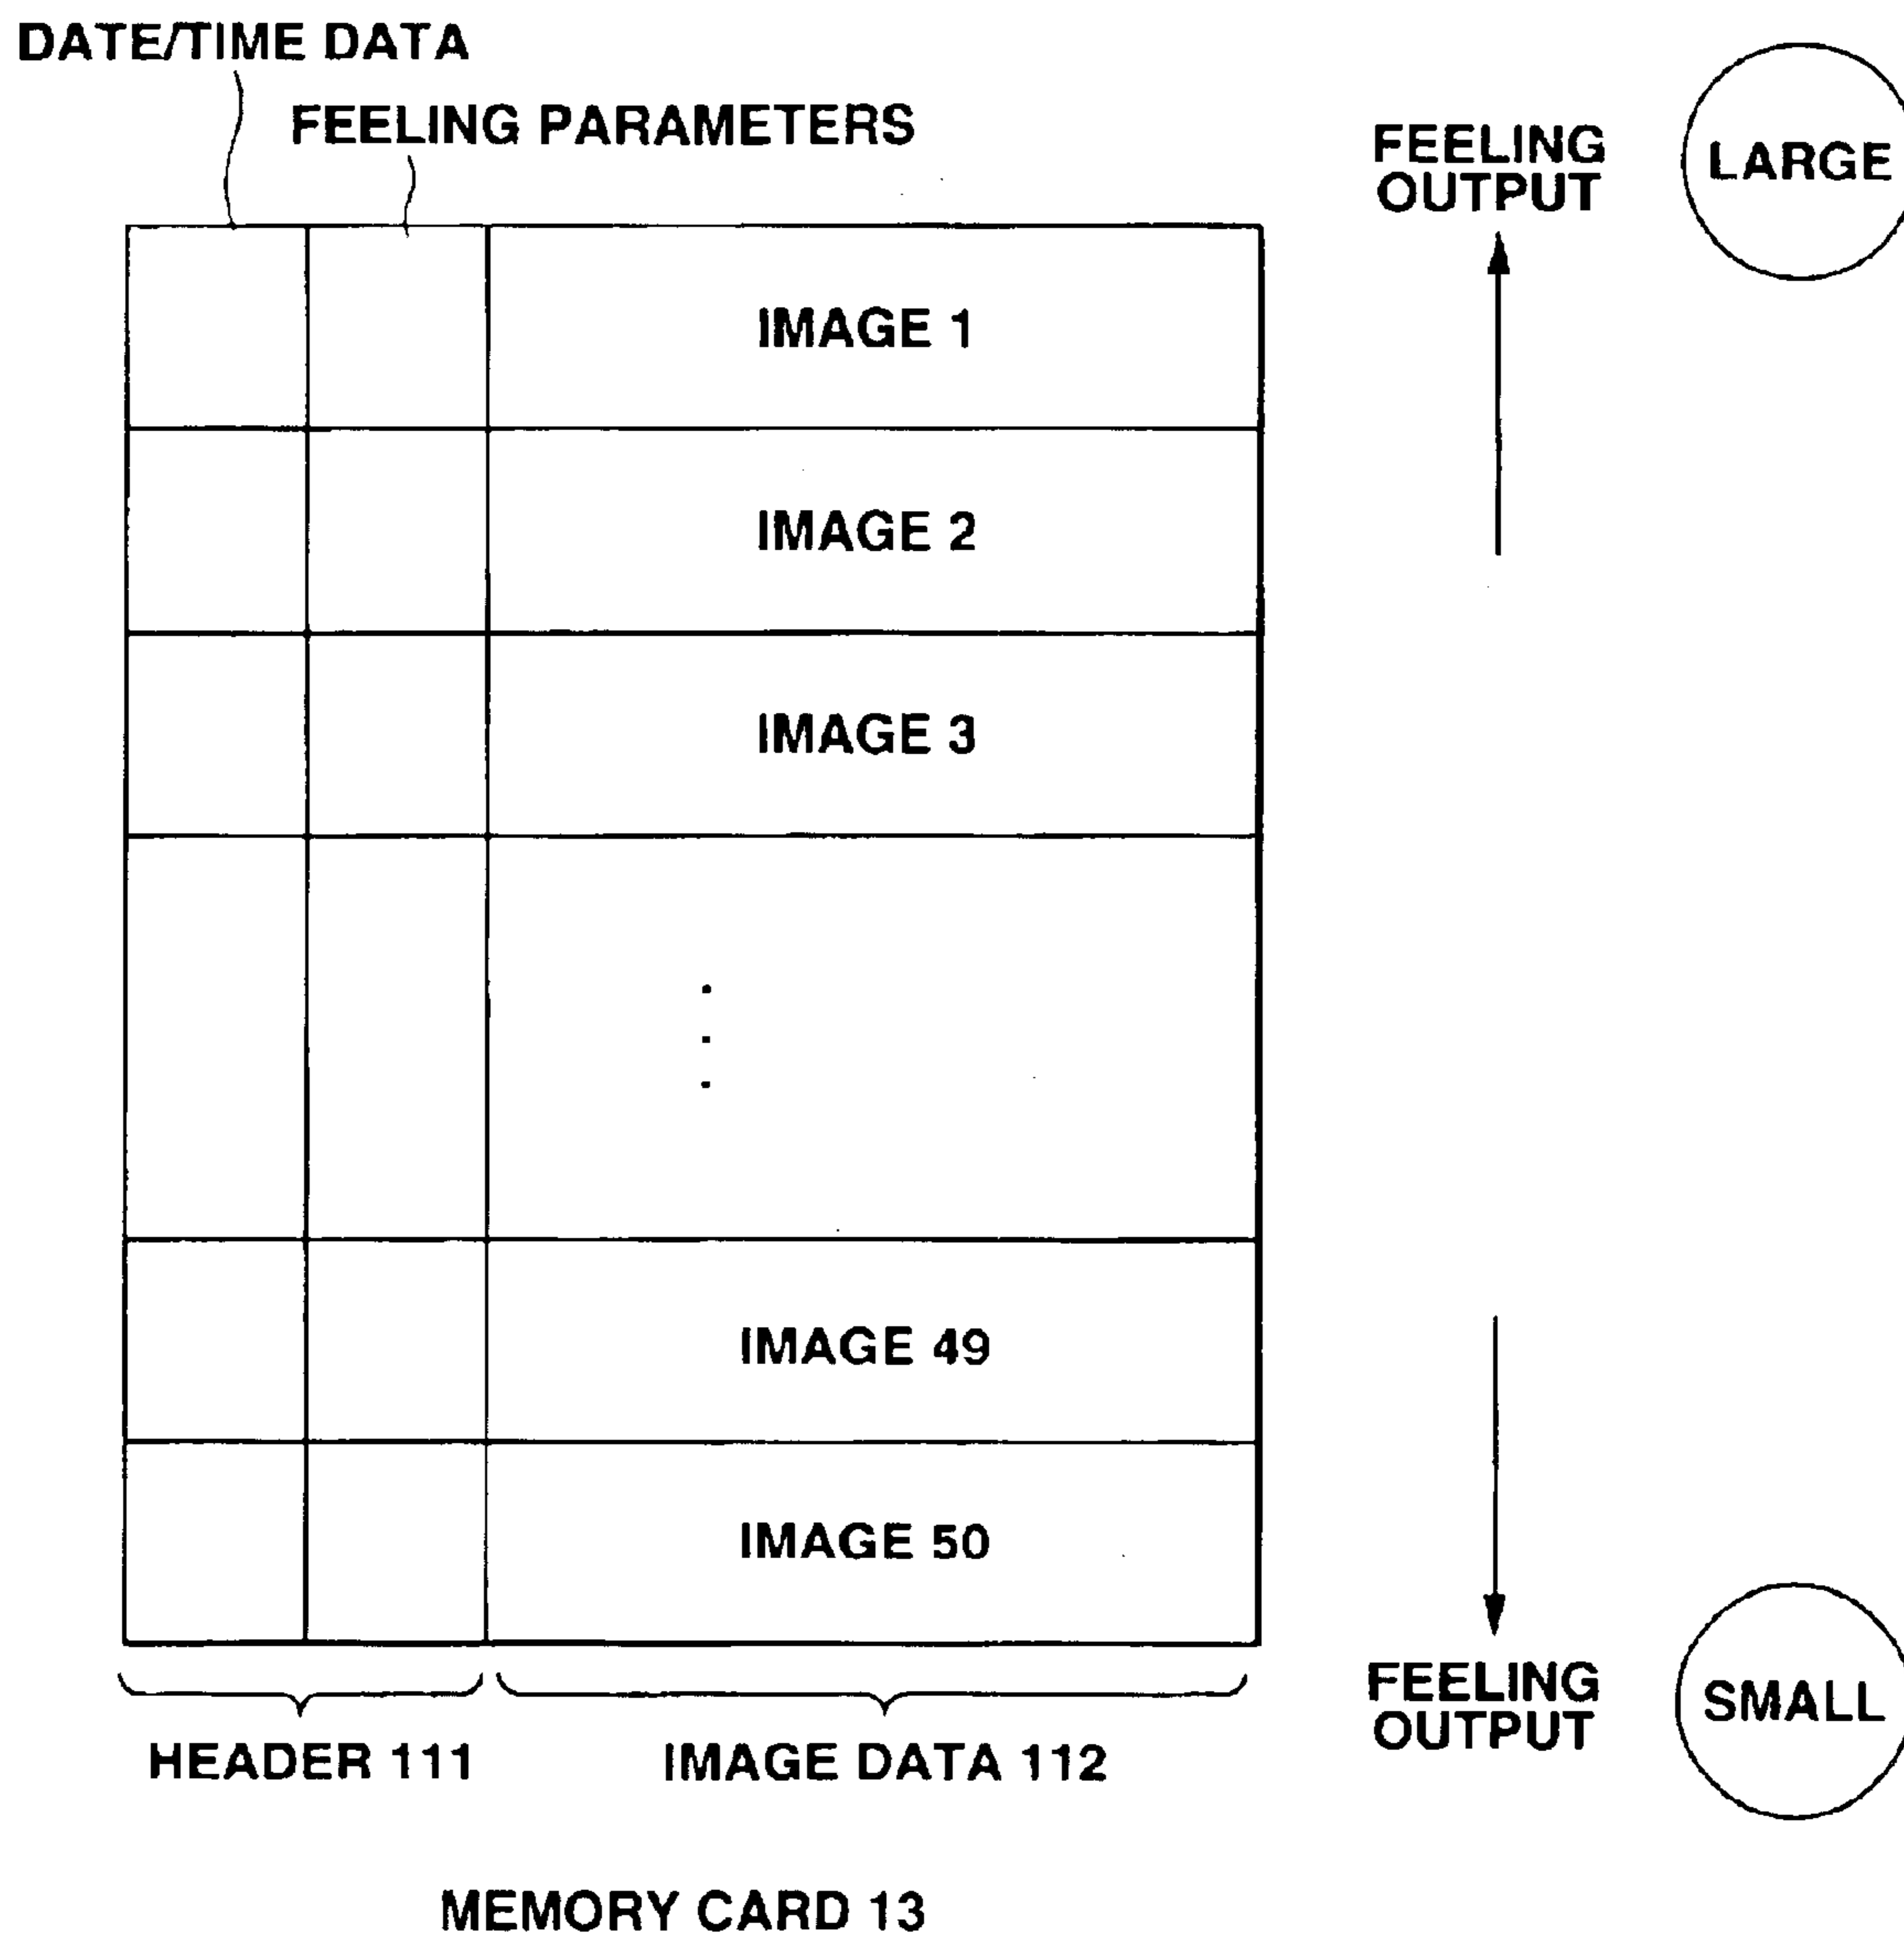 DATE/TIME DATA
FEELING PARAMETERS
FEELING
OUTPUT
LARGE
IMAGE 1
IMAGE 2
IMAGE 3
IMAGE 49
IMAGE 50
FEELING
OUTPUT
SMALL
HEADER 111
IMAGE DATA 112
MEMORY CARD 13